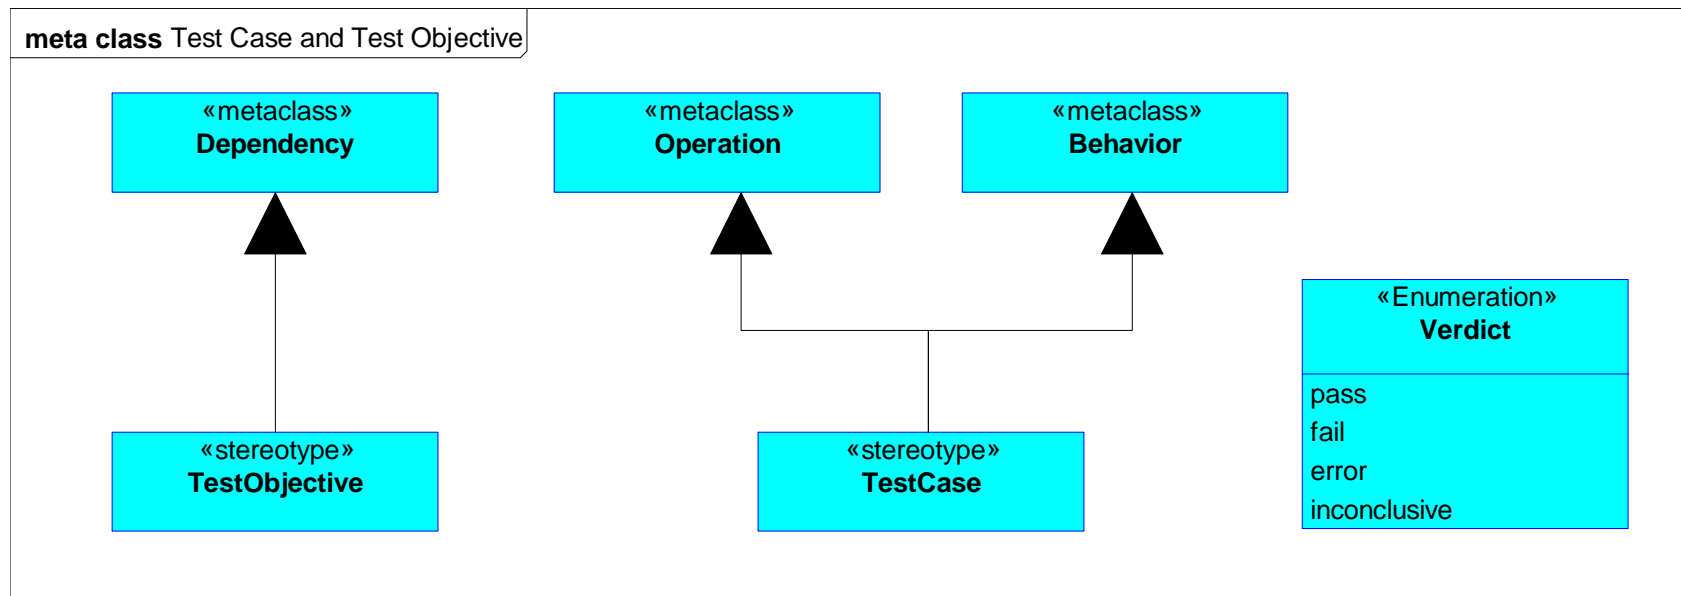 meta class Test Case and Test Objective
«metaclass»
Dependency
«metaclass»
Operation
«metaclass»
Behavior
«Enumeration»
Verdict
pass
fail
error
inconclusive
«stereotype»
TestObjective
«stereotype»
TestCase